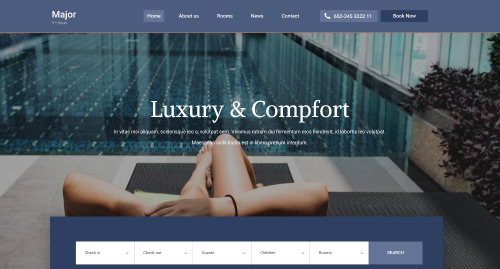 Major
Home
About us
Rooms
News
Contact
653-345 3222 11
Book Now
Luxury & Compfort
In vitae nisi aliquam, scelerisque leo a, volutpat sem. Vivamus rutrum dui fermentum eros hendrerit, id lobortis leo volutpat
Maecenas sollicitudin est in libero pretium interdum.
Check in
Check out
Guests
Children
Rooms
SEARCH